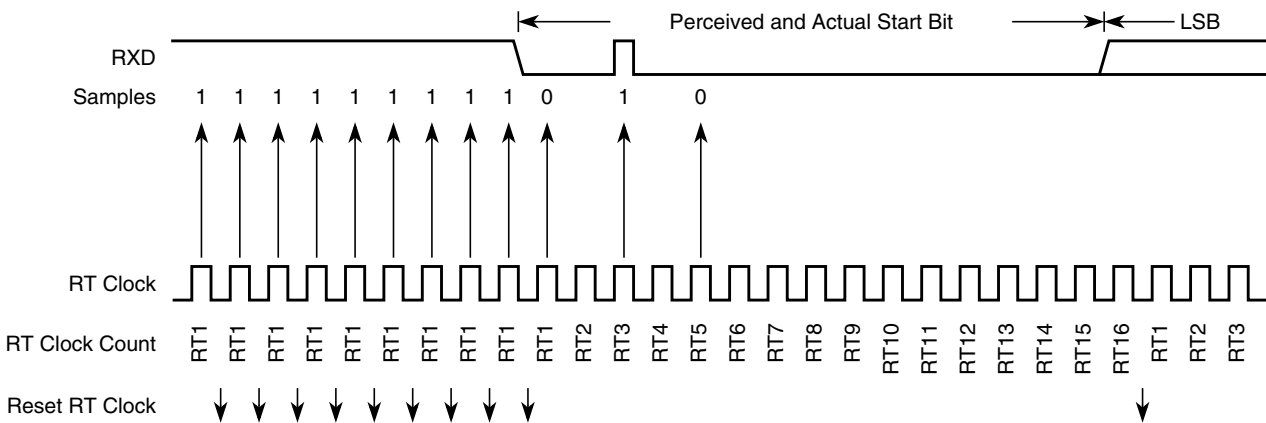 Perceived and Actual Start Bit LSB
RXD
Samples 1 1 1 1 1 1 1 1 1 0 1 0
RT Clock
RT Clock Count RT1 RT1 RT1 RT1 RT1 RT1 RT1 RT1 RT1 RT1 RT2 RT3 RT4 RT5 RT6 RT7 RT8 RT9 RT10 RT11 RT12 RT13 RT14 RT15 RT16 RT1 RT2 RT3
Reset RT Clock